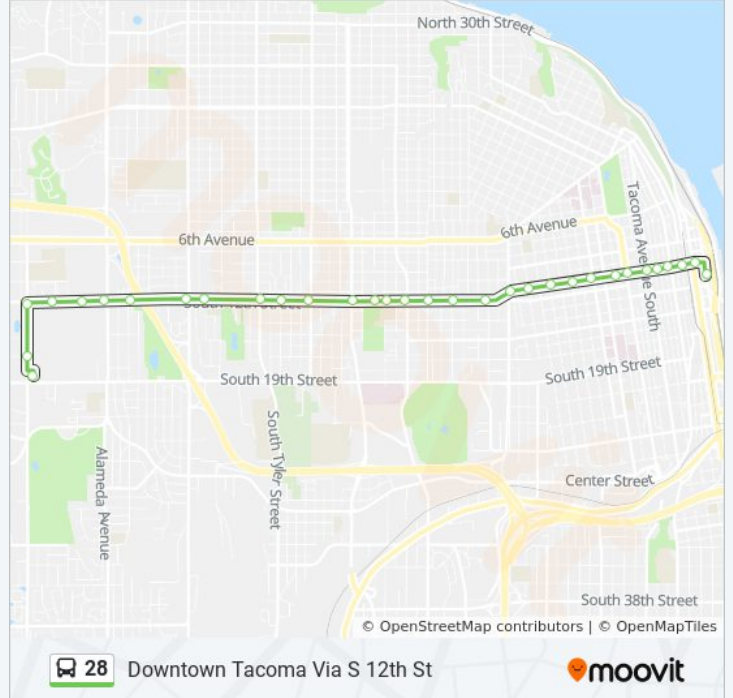 North 30th Street
6th Avenue
6th Avenue
Tacoma Avenue South
South 19th Street
South 19th Street
South Tyler Street
Alameda Avenue
Center Street
South 38th Street
© OpenStreetMap contributors | © OpenMapTiles
28 Downtown Tacoma Via S 12th St
moovit